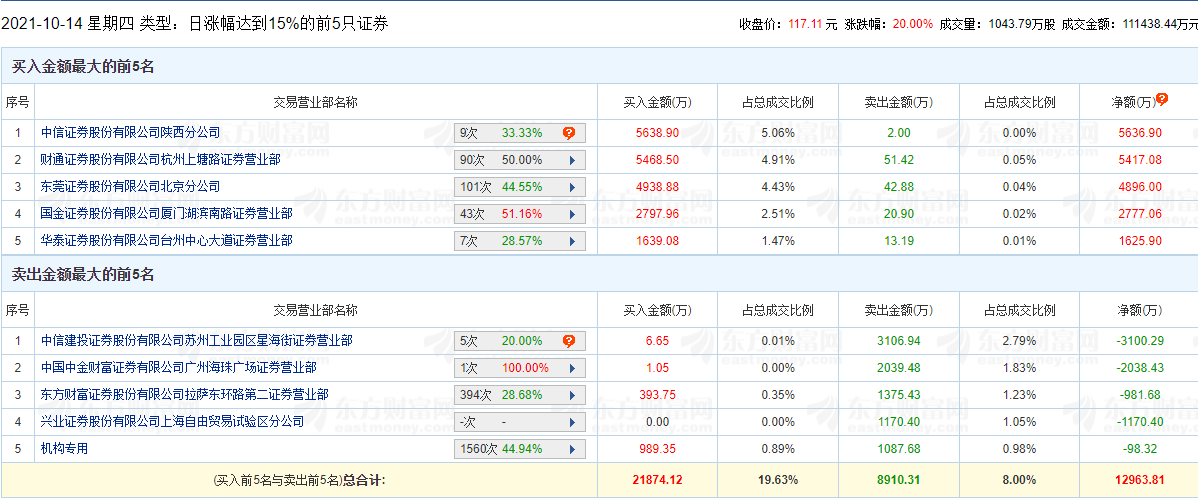 2021-10-14 星期四 类型：日涨幅达到15%的前5只证券 收盘价：117.11 元 涨跌幅：20.00% 成交量：1043.79万股 成交金额：111438.44万元
买入金额最大的前5名
序号 交易营业部名称 买入金额(万) 占总成交比例 卖出金额(万) 占总成交比例 净额(万)
1 中信证券股份有限公司陕西分公司 9次 33.33% 5638.90 5.06% 2.00 0.00% 5636.90
2 财通证券股份有限公司杭州上塘路证券营业部 90次 50.00% 5468.50 4.91% 51.42 0.05% 5417.08
3 东莞证券股份有限公司北京分公司 101次 44.55% 4938.88 4.43% 42.88 0.04% 4896.00
4 国金证券股份有限公司厦门湖滨南路证券营业部 43次 51.16% 2797.96 2.51% 20.90 0.02% 2777.06
5 华泰证券股份有限公司台州中心大道证券营业部 7次 28.57% 1639.08 1.47% 13.19 0.01% 1625.90
卖出金额最大的前5名
序号 交易营业部名称 买入金额(万) 占总成交比例 卖出金额(万) 占总成交比例 净额(万)
1 中信建投证券股份有限公司苏州工业园区星海街证券营业部 5次 20.00% 6.65 0.01% 3106.94 2.79% -3100.29
2 中国中金财富证券有限公司广州海珠广场证券营业部 1次 100.00% 1.05 0.00% 2039.48 1.83% -2038.43
3 东方财富证券股份有限公司拉萨东环路第二证券营业部 394次 28.68% 393.75 0.35% 1375.43 1.23% -981.68
4 兴业证券股份有限公司上海自由贸易试验区分公司 -次 - 0.00 0.00% 1170.40 1.05% -1170.40
5 机构专用 1560次 44.94% 989.35 0.89% 1087.68 0.98% -98.32
(买入前5名与卖出前5名)总合计: 21874.12 19.63% 8910.31 8.00% 12963.81
东方财富网
eastmoney.com